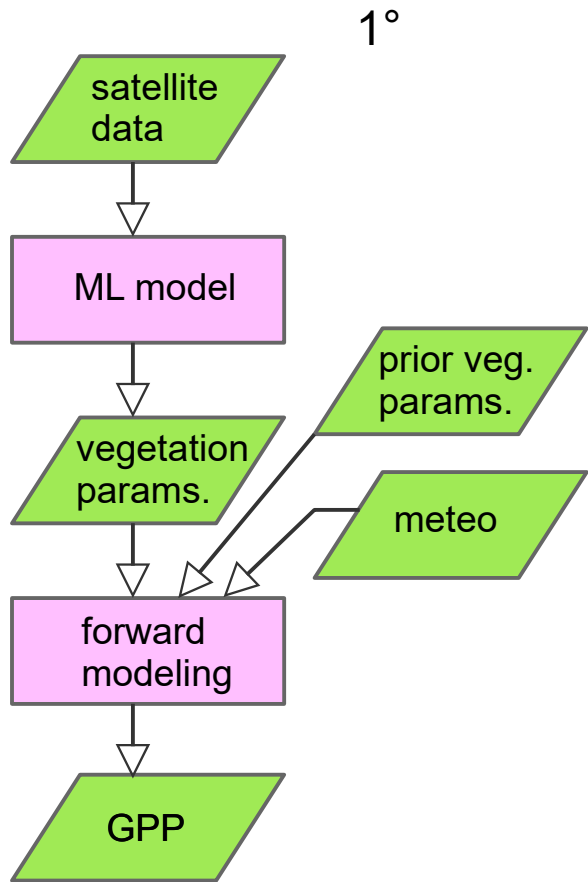 1°
satellite
data
ML model
prior veg.
params.
vegetation
params.
meteo
forward
modeling
GPP